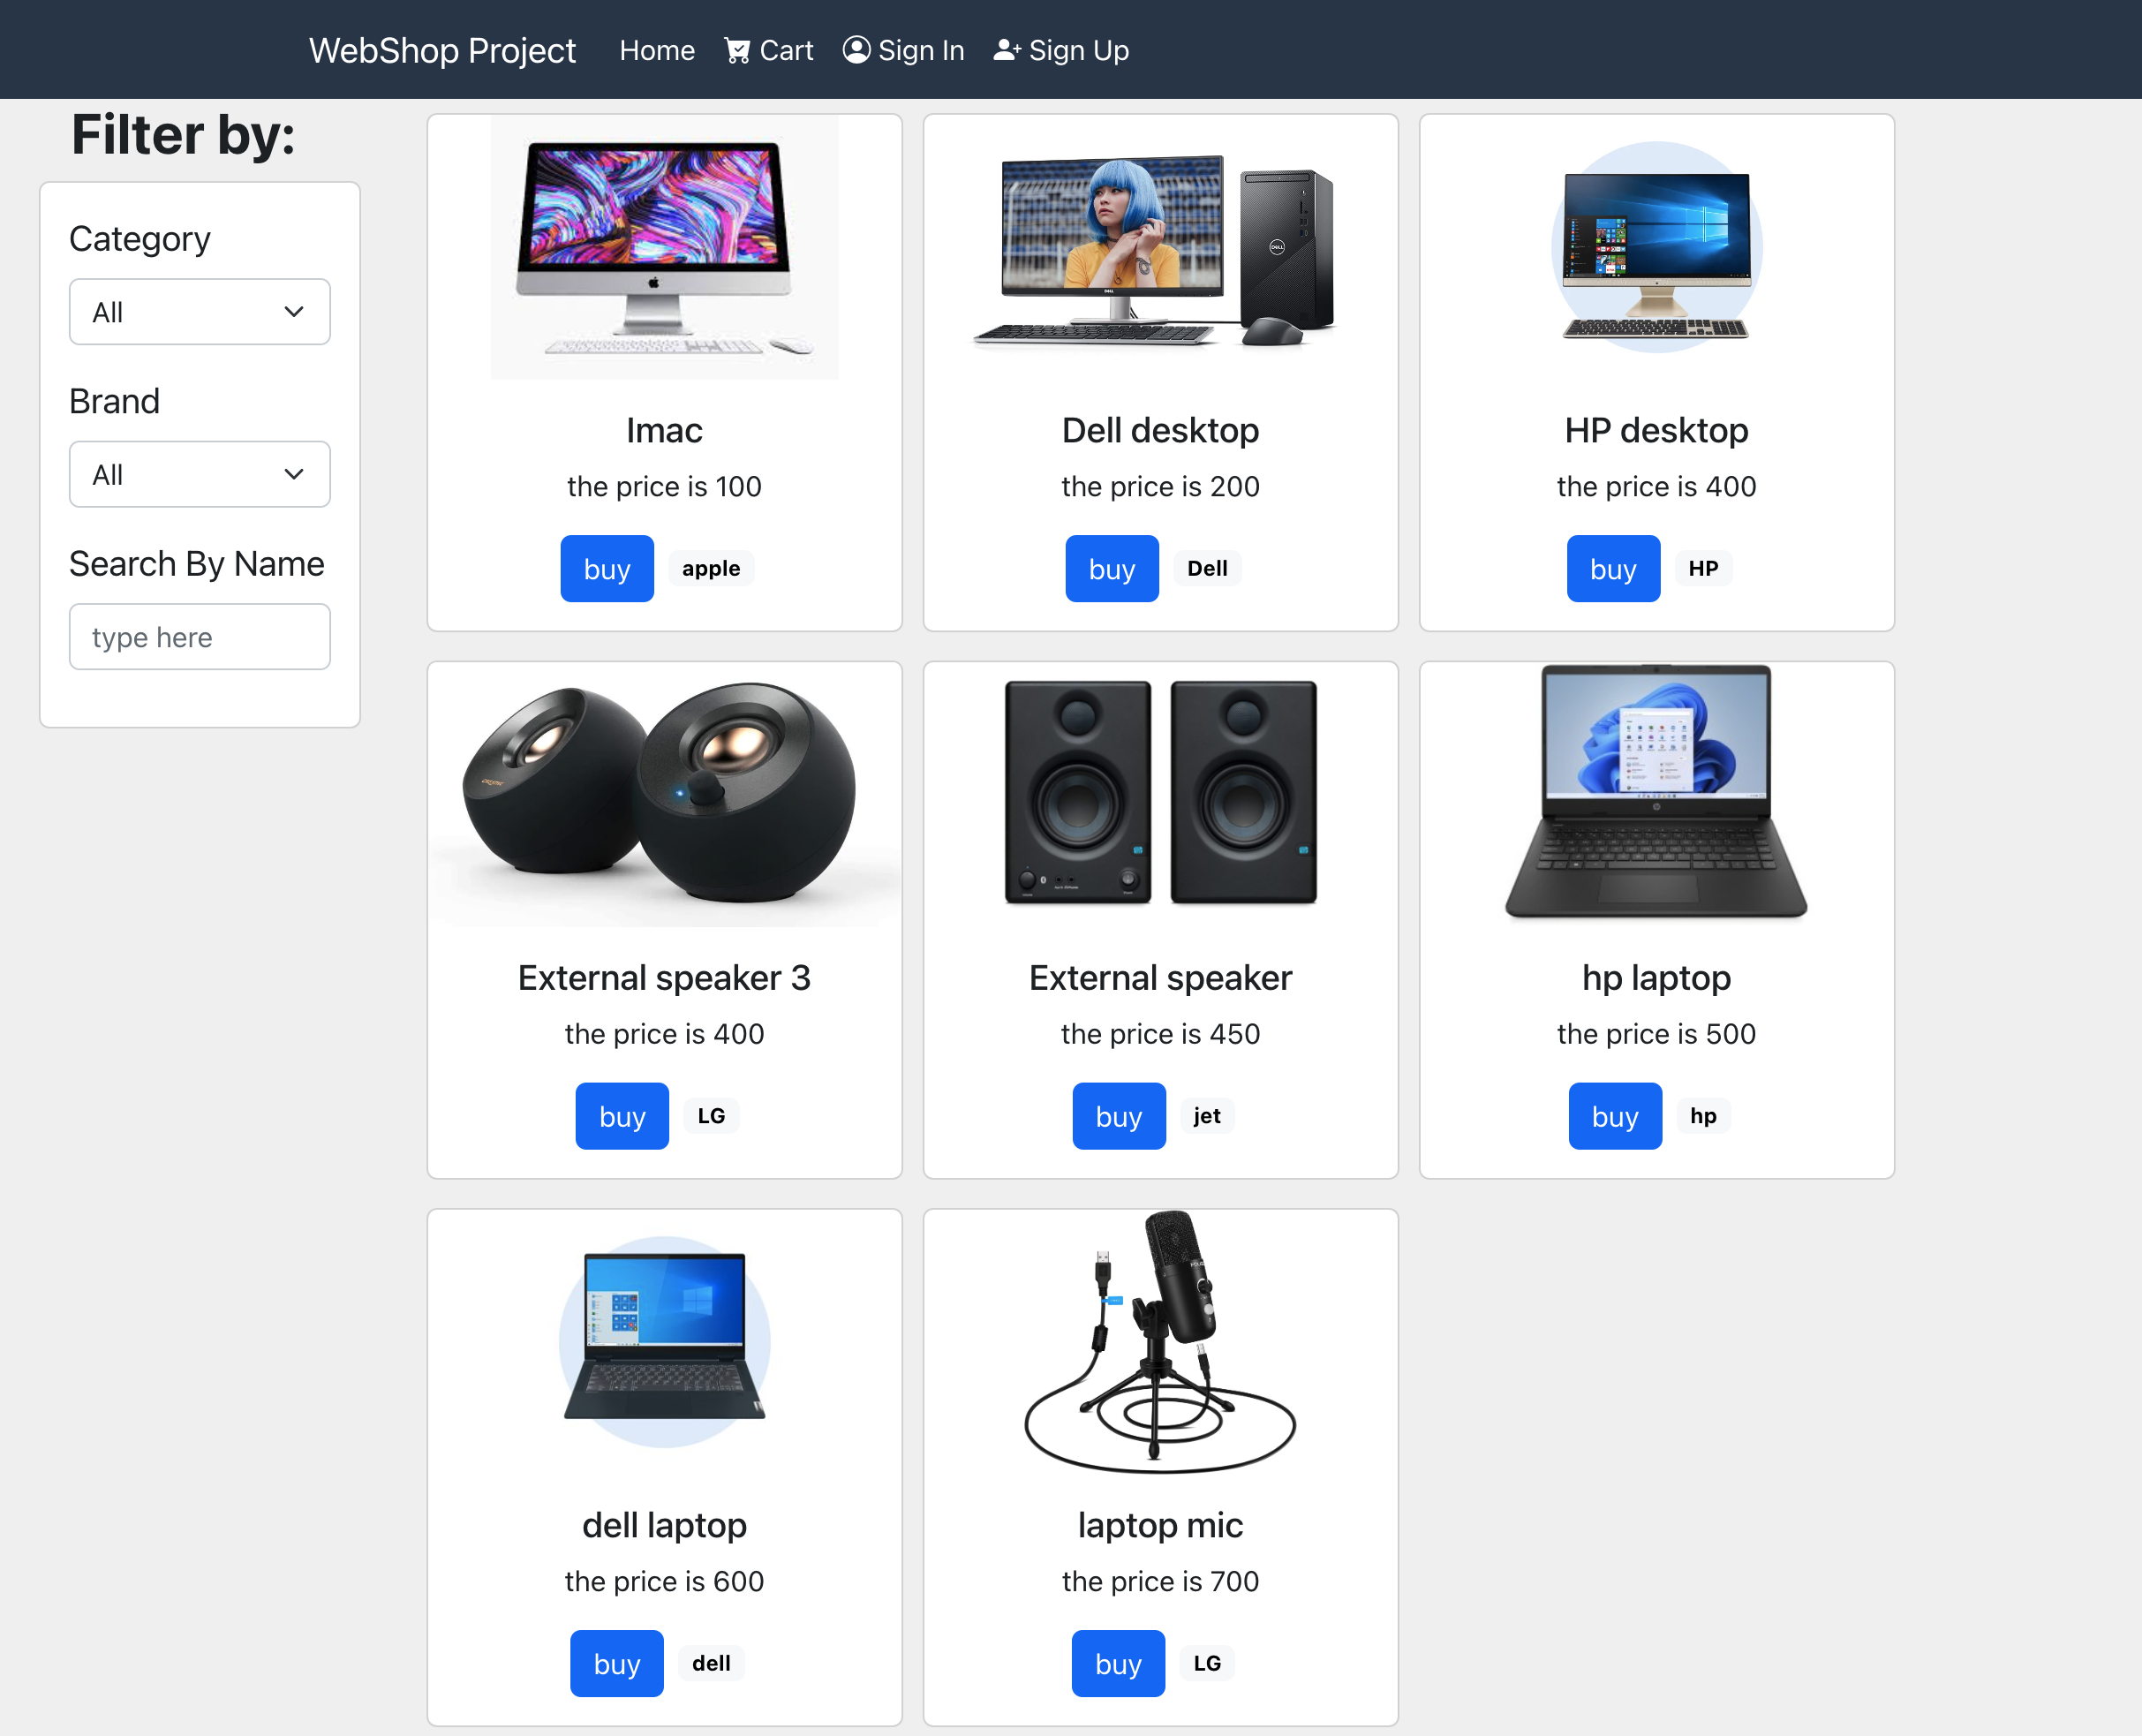 WebShop Project Home Cart Sign In Sign Up
Filter by:
Category
All
Brand
All
Search By Name
type here
Imac
the price is 100
buy apple
Dell desktop
the price is 200
buy Dell
HP desktop
the price is 400
buy HP
External speaker 3
the price is 400
buy LG
External speaker
the price is 450
buy jet
hp laptop
the price is 500
buy hp
dell laptop
the price is 600
buy dell
laptop mic
the price is 700
buy LG